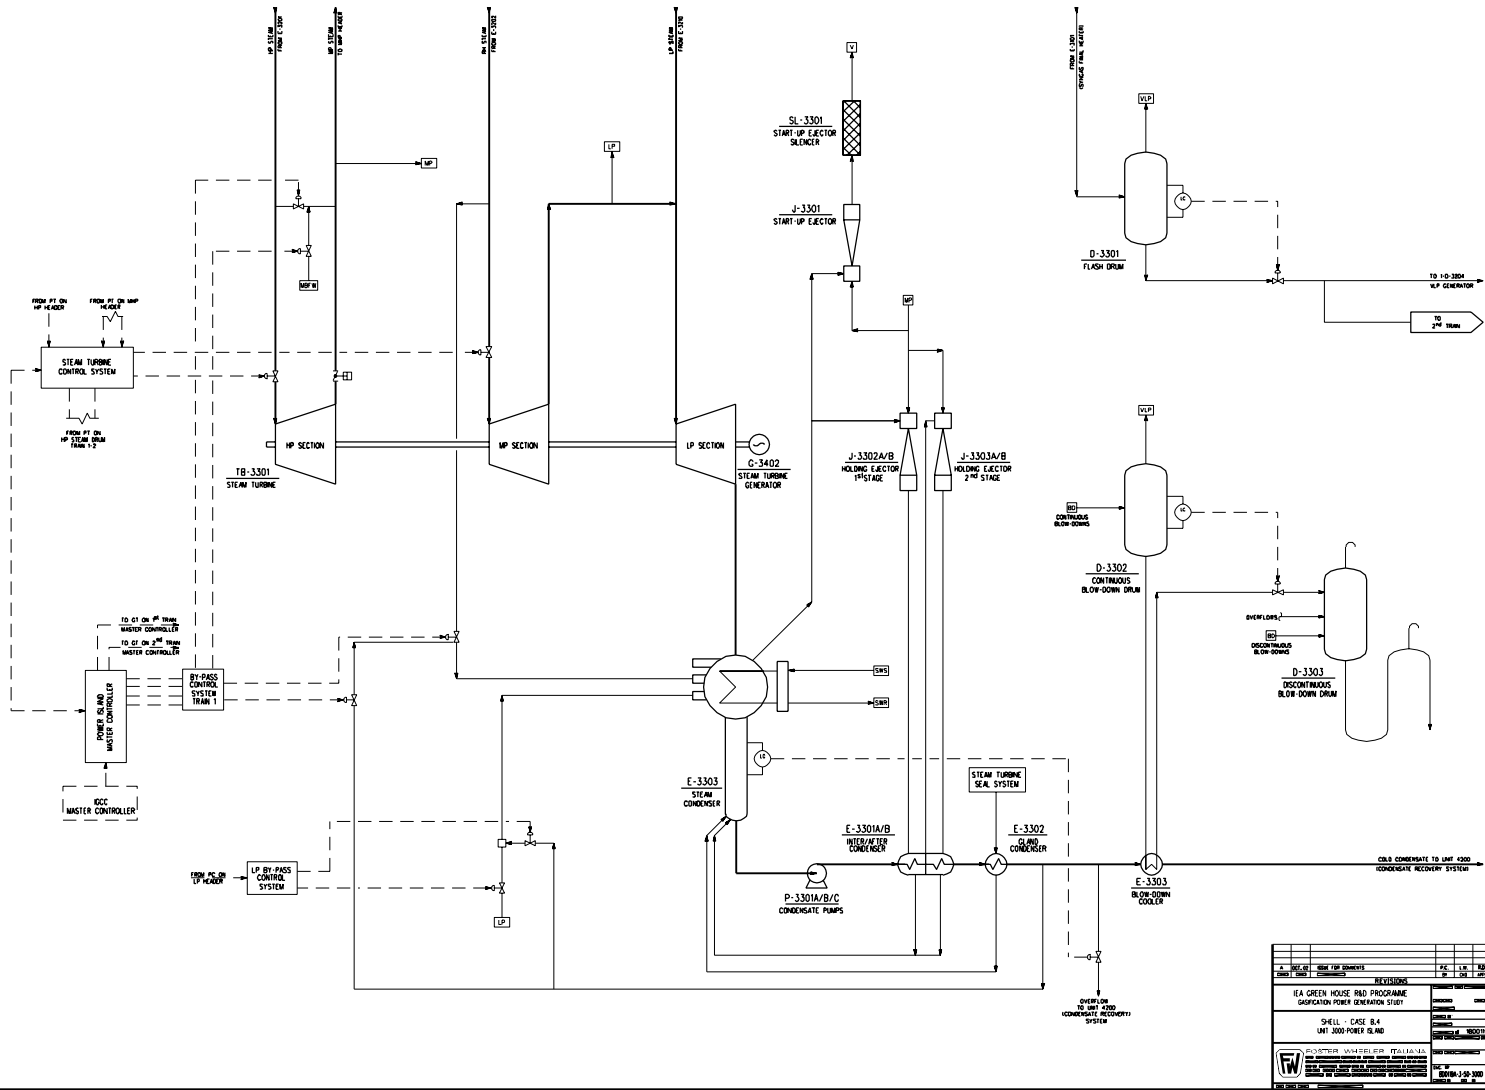 HP STEAM
FROM E-3201
MP STEAM
TO MHP HEADER
RH STEAM
FROM E-3202
LP STEAM
FROM E-3210
FROM E-3101
(SYNGAS FINAL HEATER)
V
SL-3301
START-UP EJECTOR
SILENCER
VLP
LP
MP
LC
J-3301
START-UP EJECTOR
D-3301
FLASH DRUM
TO 1-D-3204
VLP GENERATOR
TO
2nd TRAIN
MBFW
MP
FROM PT ON
HP HEADER
FROM PT ON MHP
HEADER
STEAM TURBINE
CONTROL SYSTEM
FROM PT ON
HP STEAM DRUM
TRAIN 1-2
HP SECTION
MP SECTION
LP SECTION
TB-3301
STEAM TURBINE
G-3402
STEAM TURBINE
GENERATOR
J-3302A/B
HOLDING EJECTOR
1st STAGE
J-3303A/B
HOLDING EJECTOR
2nd STAGE
VLP
LC
BD
CONTINUOUS
BLOW-DOWNS
D-3302
CONTINUOUS
BLOW-DOWN DRUM
OVERFLOWS
BD
DISCONTINUOUS
BLOW-DOWNS
D-3303
DISCONTINUOUS
BLOW-DOWN DRUM
TO GT ON 1st TRAIN
MASTER CONTROLLER
TO GT ON 2nd TRAIN
MASTER CONTROLLER
BY-PASS
CONTROL
SYSTEM
TRAIN 1
POWER ISLAND
MASTER CONTROLLER
IGCC
MASTER CONTROLLER
SWS
SWR
LC
E-3303
STEAM
CONDENSER
STEAM TURBINE
SEAL SYSTEM
E-3301A/B
INTER/AFTER
CONDENSER
E-3302
GLAND
CONDENSER
FROM PC ON
LP HEADER
LP BY-PASS
CONTROL
SYSTEM
LP
P-3301A/B/C
CONDENSATE PUMPS
E-3303
BLOW-DOWN
COOLER
COLD CONDENSATE TO UNIT 4200
(CONDENSATE RECOVERY SYSTEM)
OVERFLOW
TO UNIT 4200
(CONDENSATE RECOVERY)
SYSTEM
A OCT. 02 ISSUE FOR COMMENTS P.C. L.M.
REVISIONS
IEA GREEN HOUSE R&D PROGRAMME
GASIFICATION POWER GENERATION STUDY
SHELL - CASE B.4
UNIT 3000-POWER ISLAND
FW
FOSTER WHEELER ITALIANA